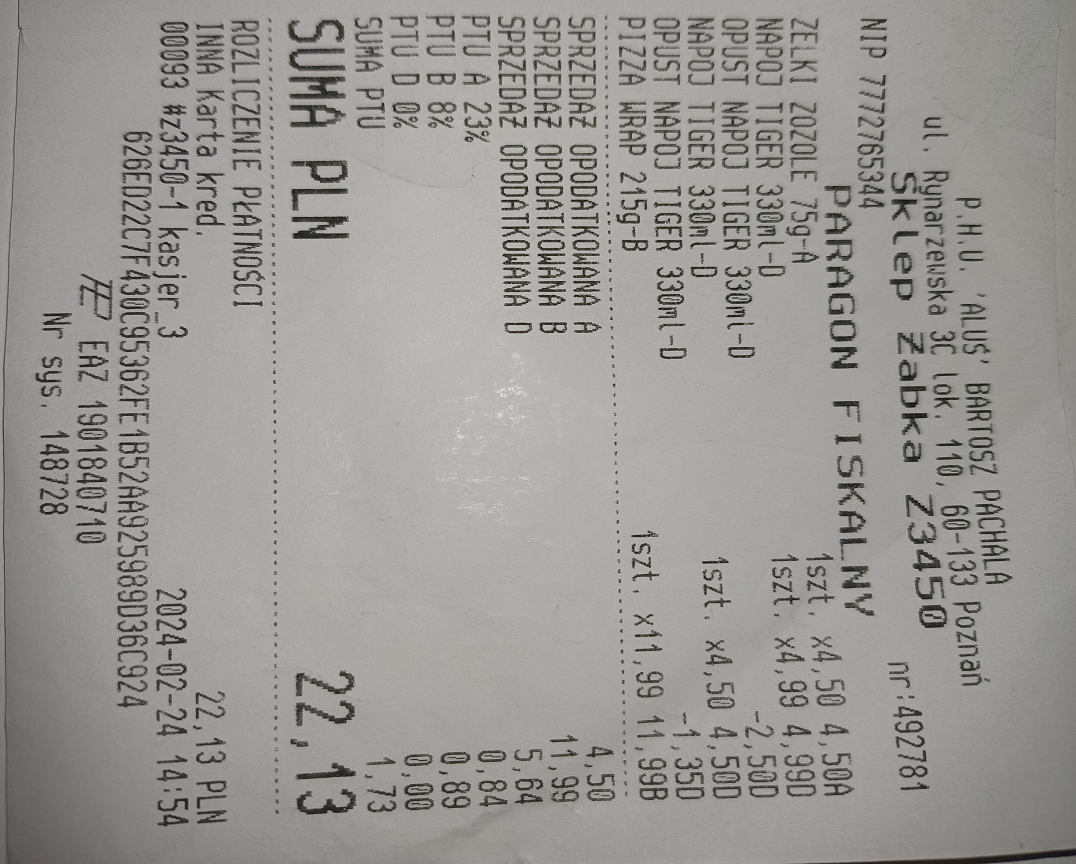 P.H.U. 'ALUŚ' BARTOSZ PACHALA
ul. Rynarzewska 3C lok. 110, 60-133 Poznań
Sklep Żabka Z3450
NIP 7772765344 nr:492781
PARAGON FISKALNY
ZELKI ZOZOLE 75g-A 1szt. x4,50 4,50A
NAPOJ TIGER 330ml-D 1szt. x4,99 4,99D
OPUST NAPOJ TIGER 330ml-D -2,50D
NAPOJ TIGER 330ml-D 1szt. x4,50 4,50D
OPUST NAPOJ TIGER 330ml-D -1,35D
PIZZA WRAP 215g-B 1szt. x11,99 11,99B
SPRZEDAŻ OPODATKOWANA A 4,50
SPRZEDAŻ OPODATKOWANA B 11,99
SPRZEDAŻ OPODATKOWANA D 5,64
PTU A 23% 0,84
PTU B 8% 0,89
PTU D 0% 0,00
SUMA PTU 1,73
SUMA PLN 22,13
ROZLICZENIE PŁATNOŚCI
INNA Karta kred. 22,13 PLN
00093 #z3450-1 kasjer_3 2024-02-24 14:54
626ED22C7F430C95362FE1B52AA925989D36C924
EAZ 1901840710
Nr sys. 148728